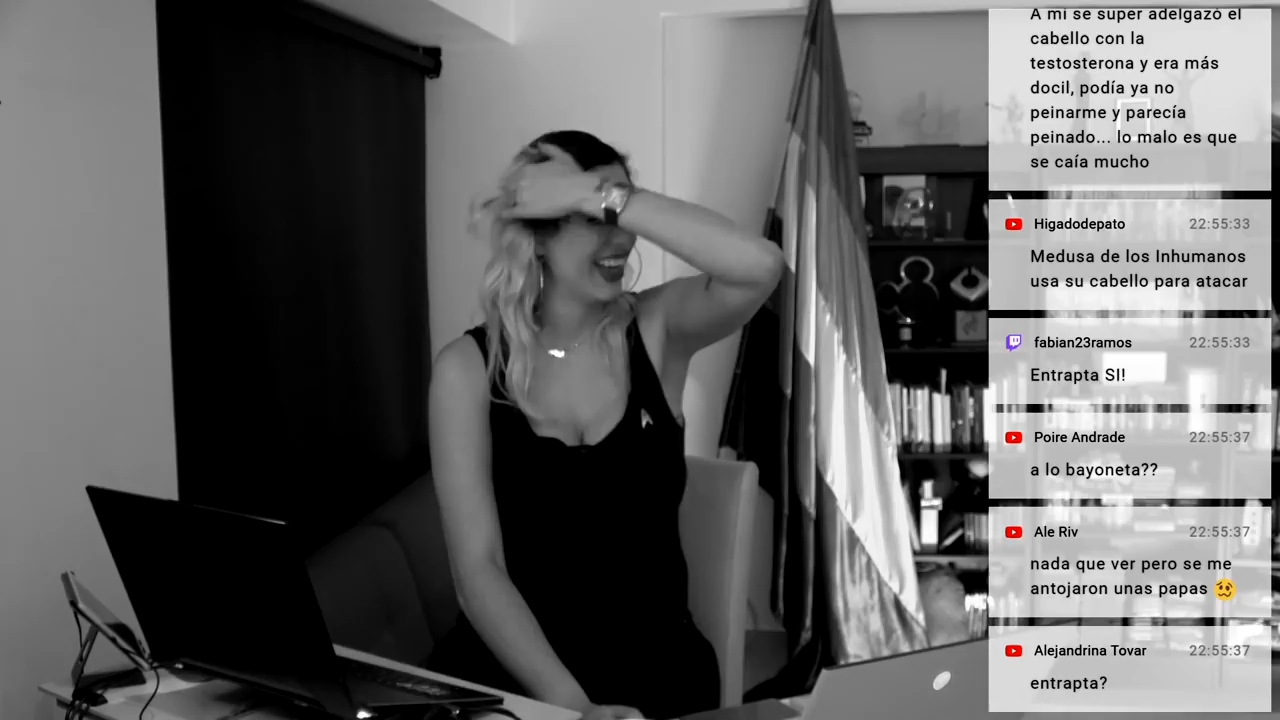 A mi se super adelgazó el
cabello con la
testosterona y era más
docil, podía ya no
peinarme y parecía
peinado... lo malo es que
se caía mucho
Higadodepato 22:55:33
Medusa de los Inhumanos
usa su cabello para atacar
fabian23ramos 22:55:33
Entrapta SI!
Poire Andrade 22:55:37
a lo bayoneta??
Ale Riv 22:55:37
nada que ver pero se me
antojaron unas papas 🥴
Alejandrina Tovar 22:55:37
entrapta?